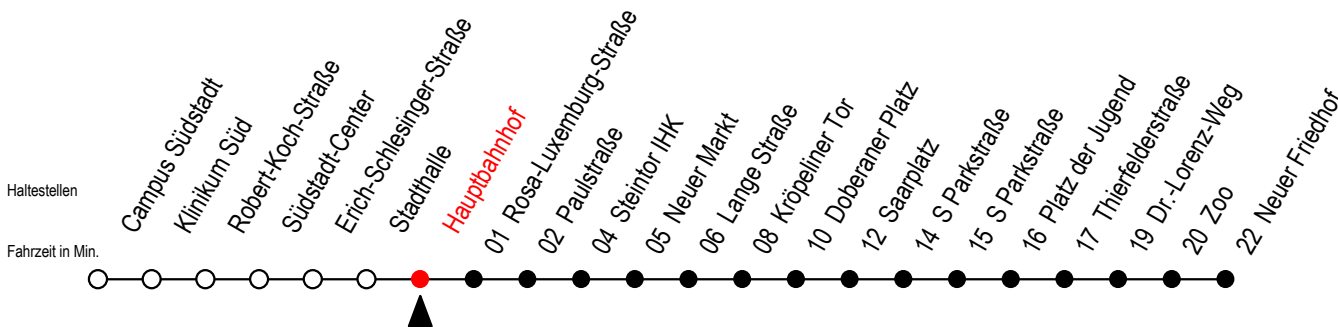 Haltestellen
Fahrzeit in Min.
Campus Südstadt
Klinikum Süd
Robert-Koch-Straße
Südstadt-Center
Erich-Schlesinger-Straße
Stadthalle
Hauptbahnhof
01 Rosa-Luxemburg-Straße
02 Paulstraße
04 Steintor IHK
05 Neuer Markt
06 Lange Straße
08 Kröpeliner Tor
10 Doberaner Platz
12 Saarplatz
14 S Parkstraße
15 S Parkstraße
16 Platz der Jugend
17 Thierfelderstraße
19 Dr.-Lorenz-Weg
20 Zoo
22 Neuer Friedhof